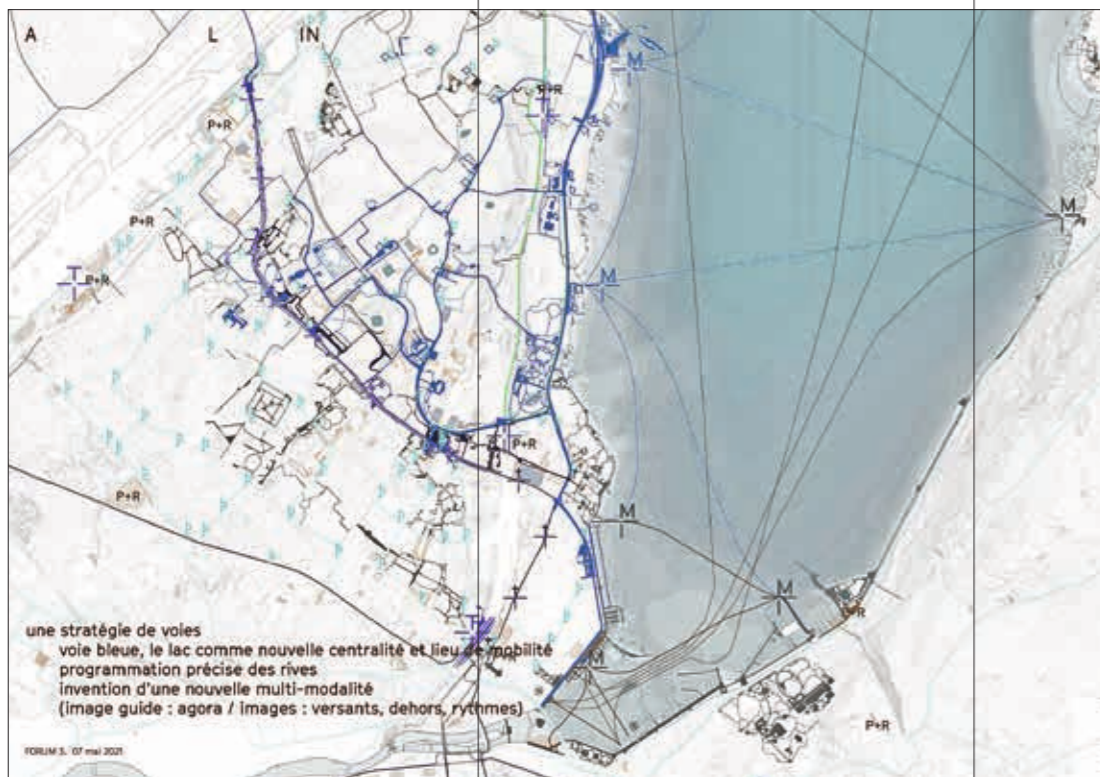 A L IN
M
P+R
P+R
M
P+R
P+R
M
P+R
P+R
M
M
P+R
M
P+R
P+R
une stratégie de voies
voie bleue, le lac comme nouvelle centralité et lieu de mobilité
programmation précise des rives
invention d'une nouvelle multi-modalité
(image guide : agora / images : versants, dehors, rythmes)
FORUM 3, 07 mai 2021